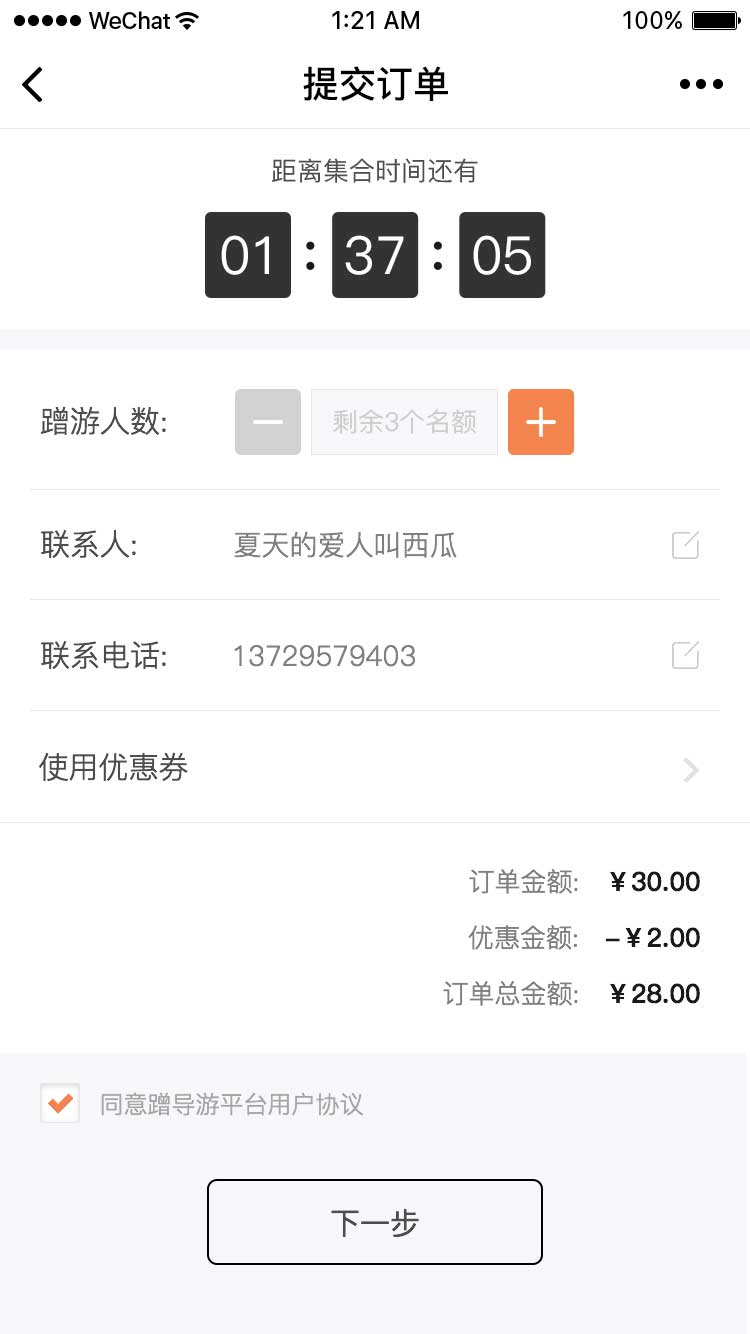 WeChat 1:21 AM 100%
提交订单
距离集合时间还有
01 : 37 : 05
蹭游人数: 剩余3个名额
联系人: 夏天的爱人叫西瓜
联系电话: 13729579403
使用优惠券
订单金额: ¥ 30.00
优惠金额: – ¥ 2.00
订单总金额: ¥ 28.00
同意蹭导游平台用户协议
下一步